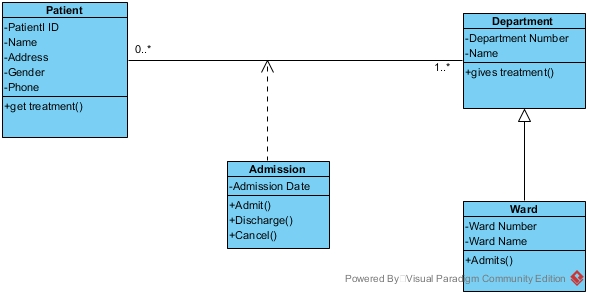 Patient
-PatientI ID
-Name
-Address
-Gender
-Phone
+get treatment()
0..*
1..*
Department
-Department Number
-Name
+gives treatment()
Admission
-Admission Date
+Admit()
+Discharge()
+Cancel()
Ward
-Ward Number
-Ward Name
+Admits()
Powered By Visual Paradigm Community Edition